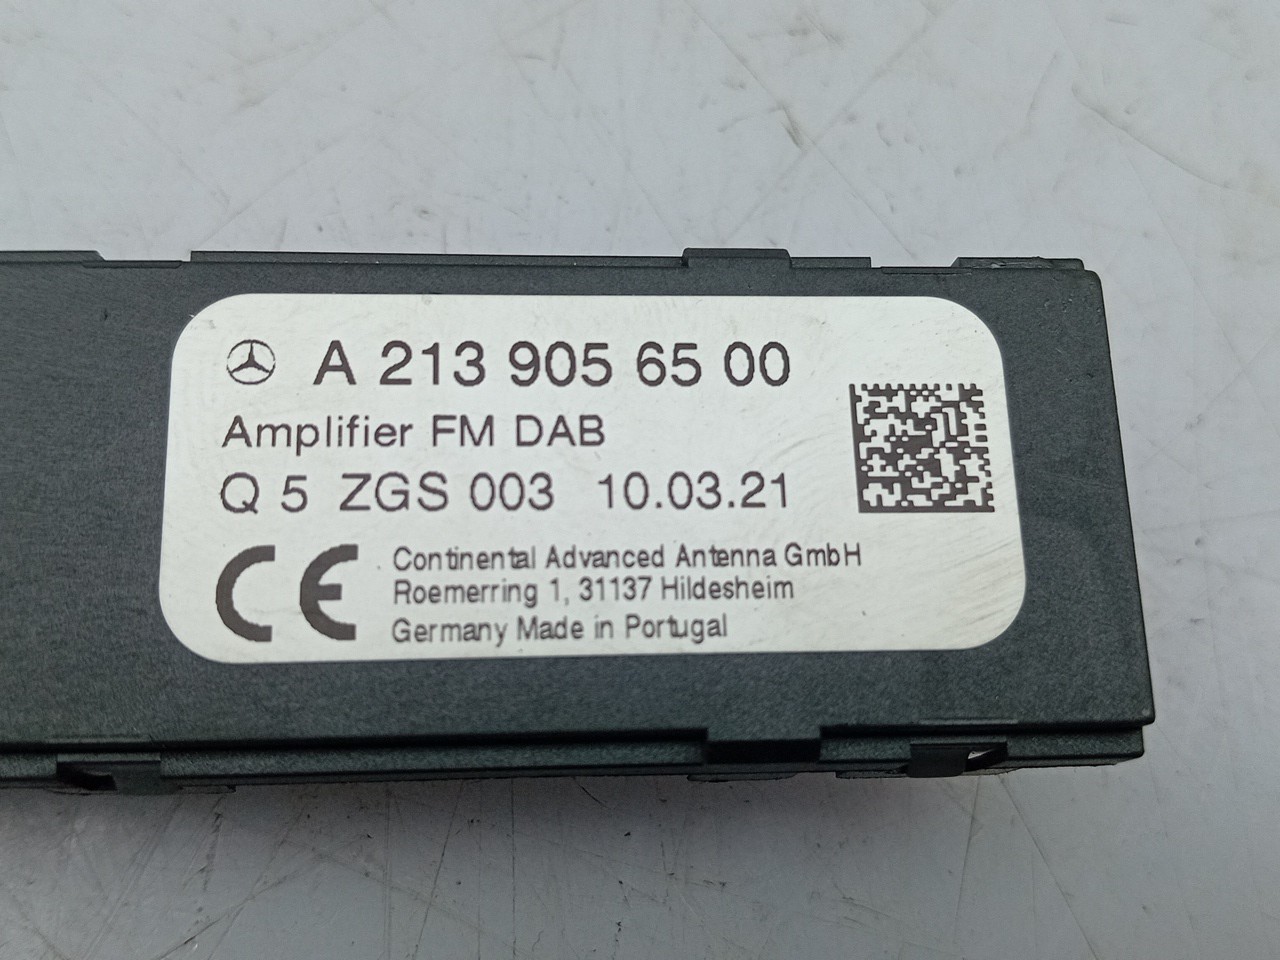 A 213 905 65 00
Amplifier FM DAB
Q 5 ZGS 003 10.03.21
CE Continental Advanced Antenna GmbH
Roemerring 1, 31137 Hildesheim
Germany Made in Portugal